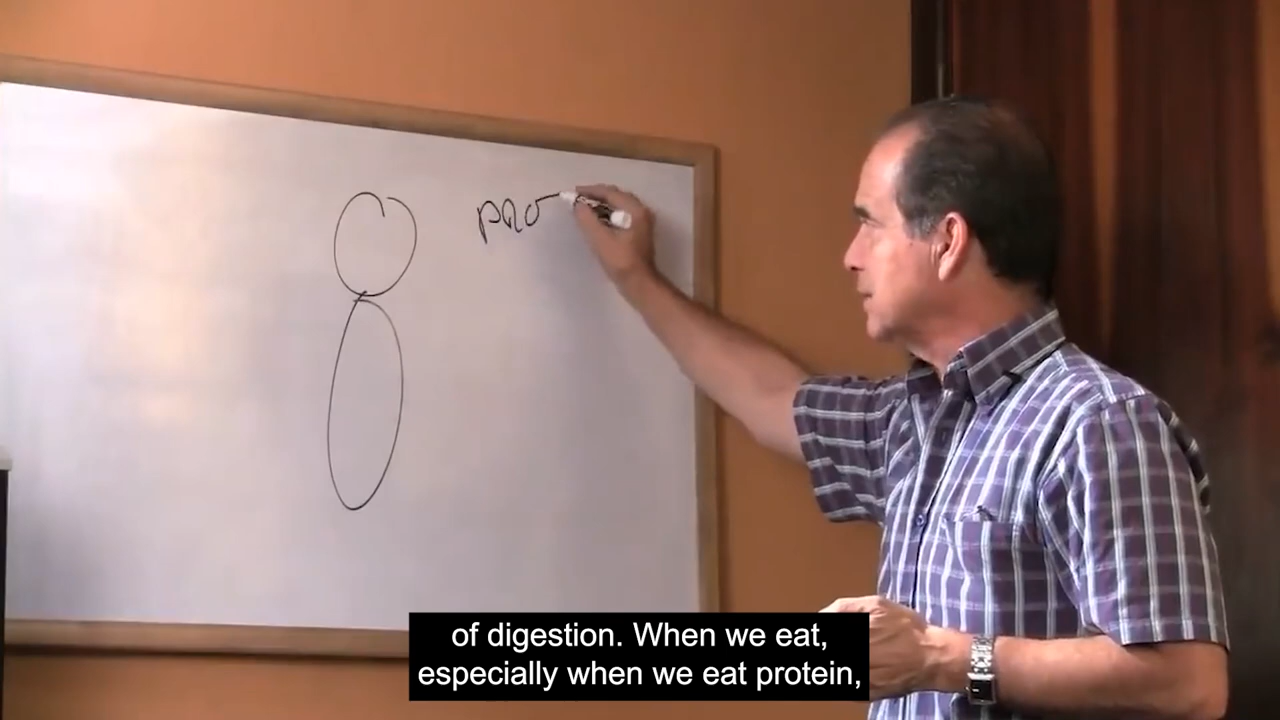 PRO
of digestion. When we eat,
especially when we eat protein,